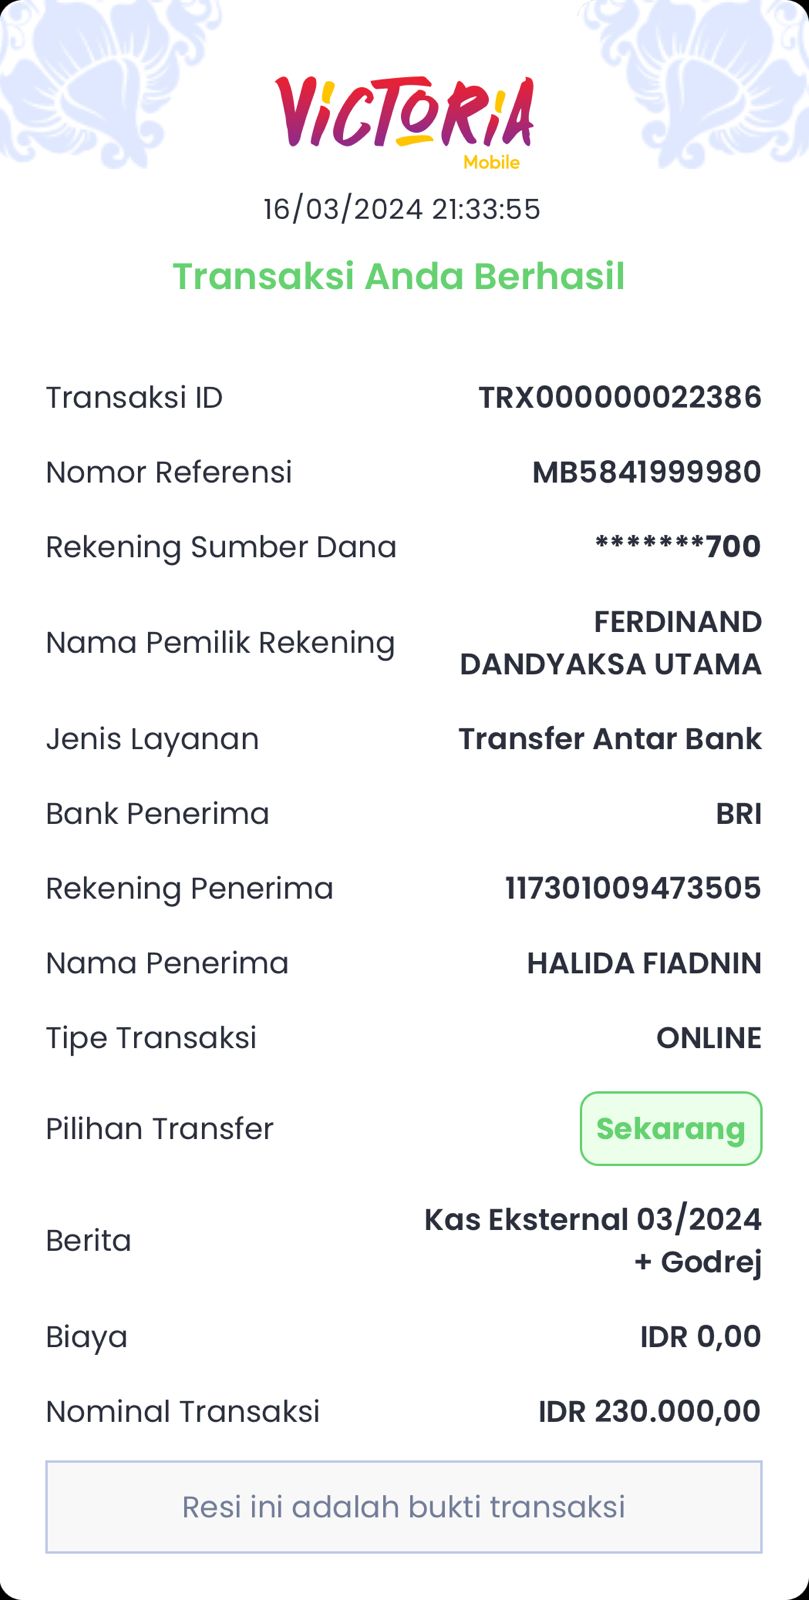 ViCTORiA
Mobile
16/03/2024 21:33:55
Transaksi Anda Berhasil
Transaksi ID TRX000000022386
Nomor Referensi MB5841999980
Rekening Sumber Dana *******700
Nama Pemilik Rekening FERDINAND
DANDYAKSA UTAMA
Jenis Layanan Transfer Antar Bank
Bank Penerima BRI
Rekening Penerima 117301009473505
Nama Penerima HALIDA FIADNIN
Tipe Transaksi ONLINE
Pilihan Transfer Sekarang
Berita Kas Eksternal 03/2024
+ Godrej
Biaya IDR 0,00
Nominal Transaksi IDR 230.000,00
Resi ini adalah bukti transaksi